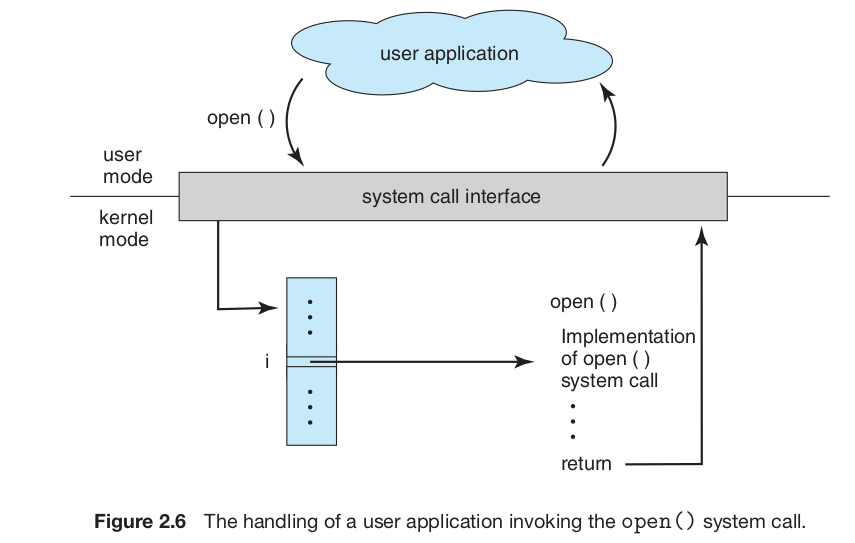 user application
open ( )
user
mode
system call interface
kernel
mode
open ( )
Implementation
of open ( )
system call
i
return
Figure 2.6 The handling of a user application invoking the open() system call.